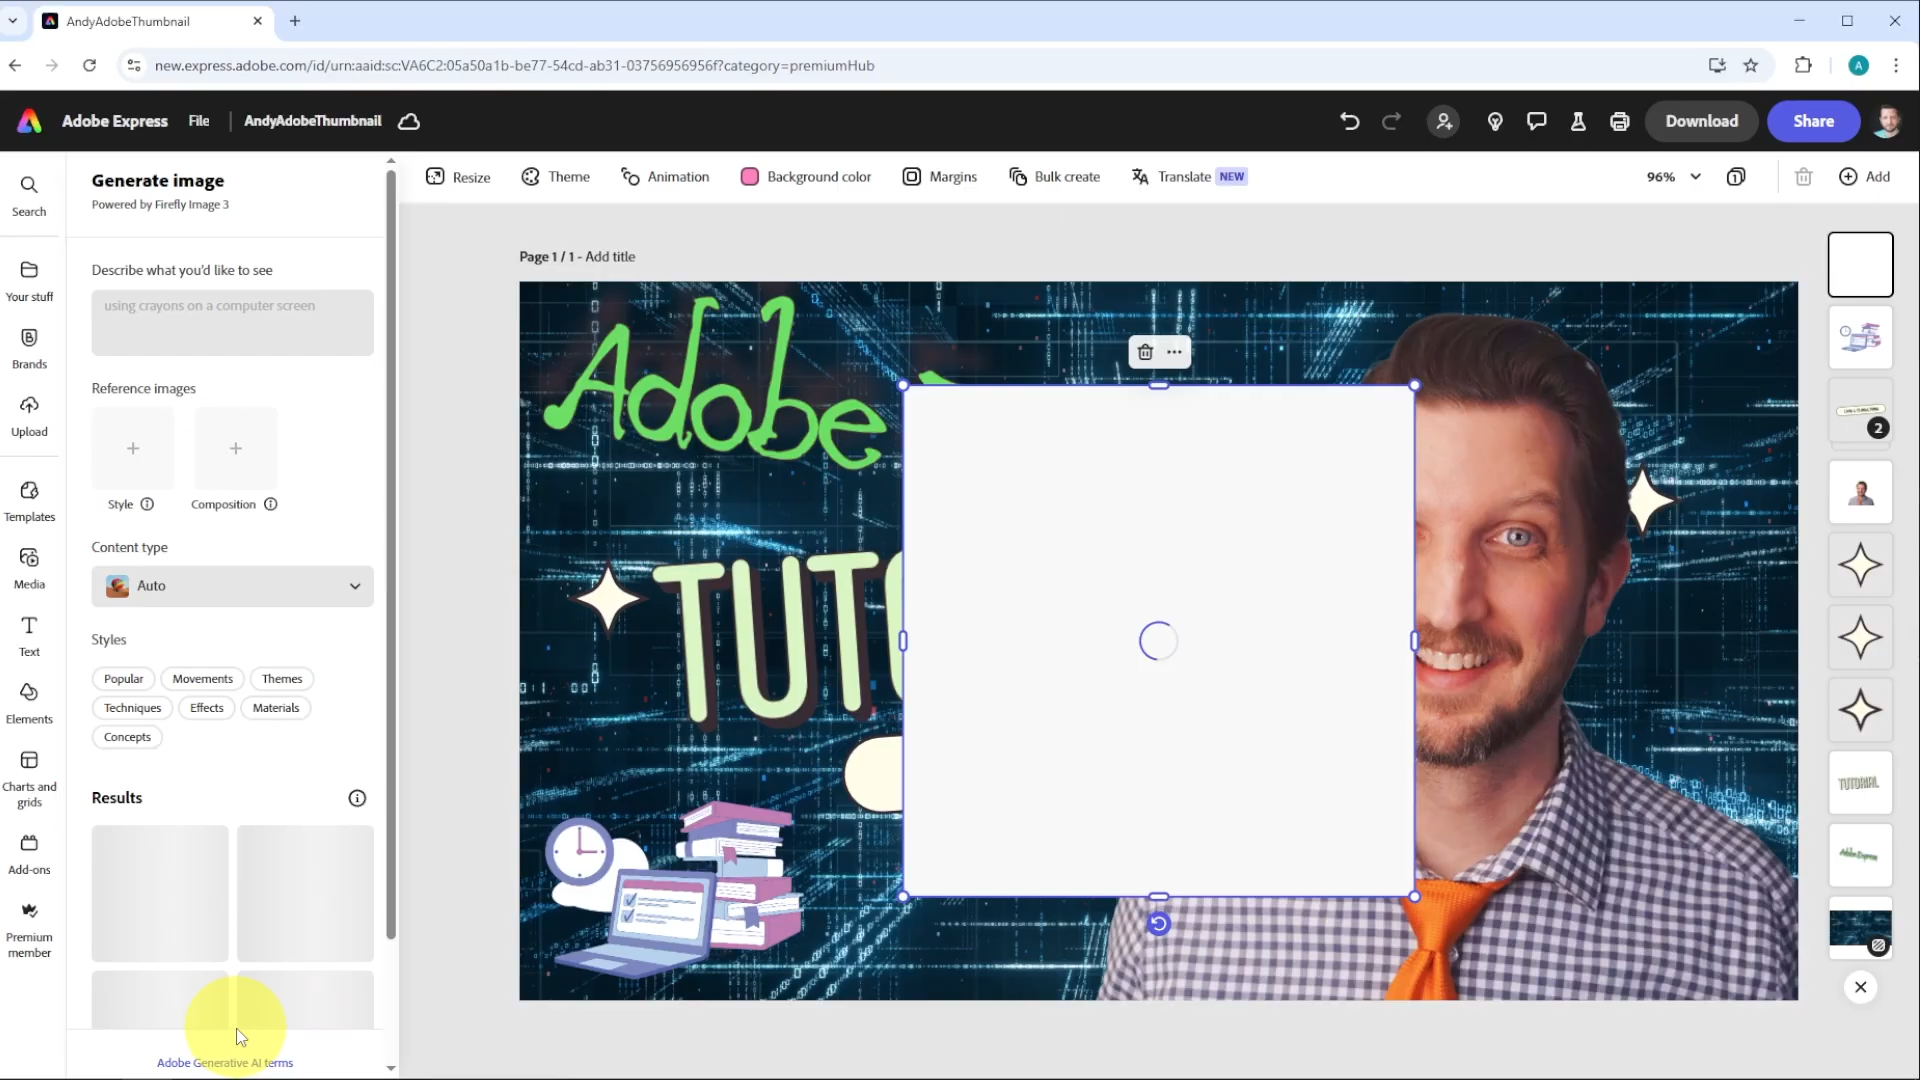 AndyAdobeThumbnail
new.express.adobe.com/id/urn:aaid:sc:VA6C2:05a50a1b-be77-54cd-ab31-03756956956f?category=premiumHub
A
Adobe Express
File
AndyAdobeThumbnail
Download
Share
Search
Your stuff
Brands
Upload
Templates
Media
Text
Elements
Charts and
grids
Add-ons
Premium
member
Generate image
Powered by Firefly Image 3
Describe what you'd like to see
using crayons on a computer screen
Reference images
Style
Composition
Content type
Auto
Styles
Popular
Movements
Themes
Techniques
Effects
Materials
Concepts
Results
Adobe Generative AI terms
Resize
Theme
Animation
Background color
Margins
Bulk create
Translate NEW
96%
1
Add
Page 1 / 1 - Add title
Adobe
TUTO
2
TUTORIAL
Adobe Express